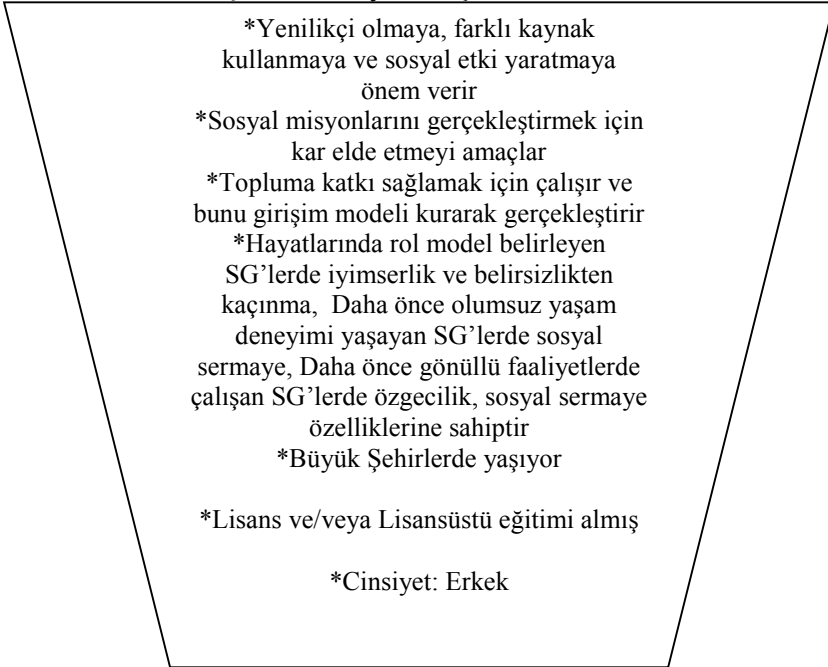 *Yenilikçi olmaya, farklı kaynak
kullanmaya ve sosyal etki yaratmaya
önem verir
*Sosyal misyonlarını gerçekleştirmek için
kar elde etmeyi amaçlar
*Topluma katkı sağlamak için çalışır ve
bunu girişim modeli kurarak gerçekleştirir
*Hayatlarında rol model belirleyen
SG’lerde iyimserlik ve belirsizlikten
kaçınma, Daha önce olumsuz yaşam
deneyimi yaşayan SG’lerde sosyal
sermaye, Daha önce gönüllü faaliyetlerde
çalışan SG’lerde özgecilik, sosyal sermaye
özelliklerine sahiptir
*Büyük Şehirlerde yaşıyor
*Lisans ve/veya Lisansüstü eğitimi almış
*Cinsiyet: Erkek